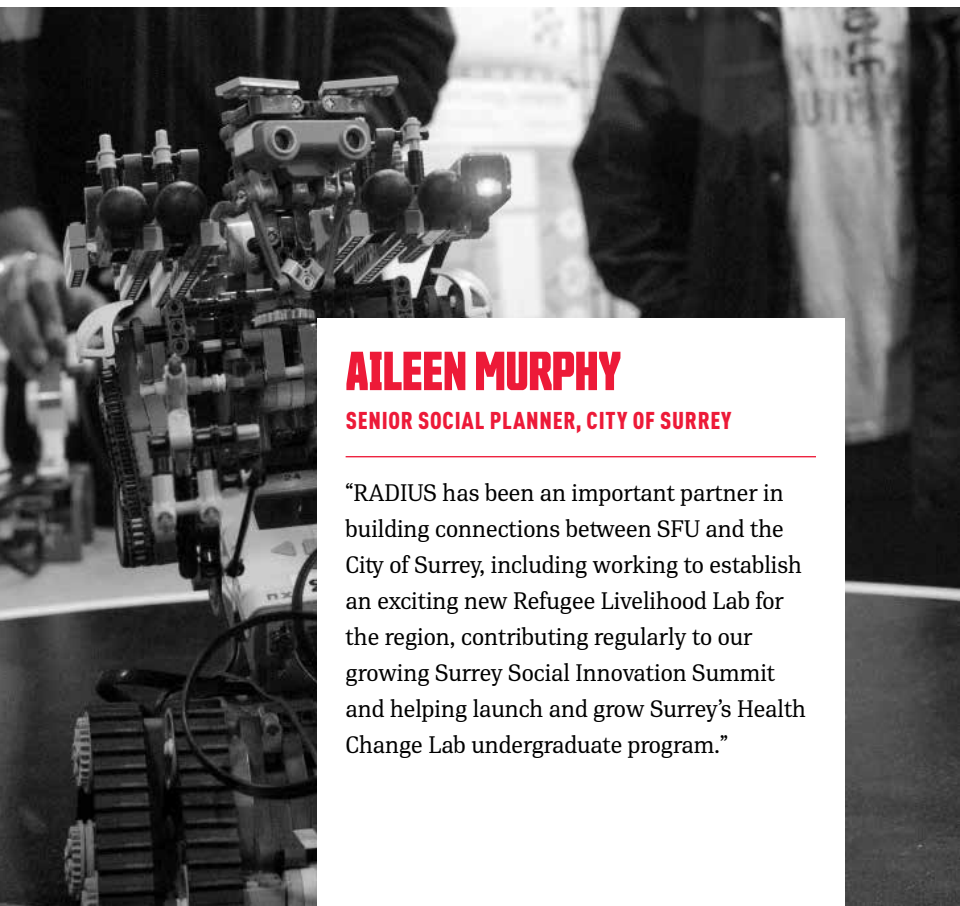 AILEEN MURPHY
SENIOR SOCIAL PLANNER, CITY OF SURREY
“RADIUS has been an important partner in
building connections between SFU and the
City of Surrey, including working to establish
an exciting new Refugee Livelihood Lab for
the region, contributing regularly to our
growing Surrey Social Innovation Summit
and helping launch and grow Surrey’s Health
Change Lab undergraduate program.”
24